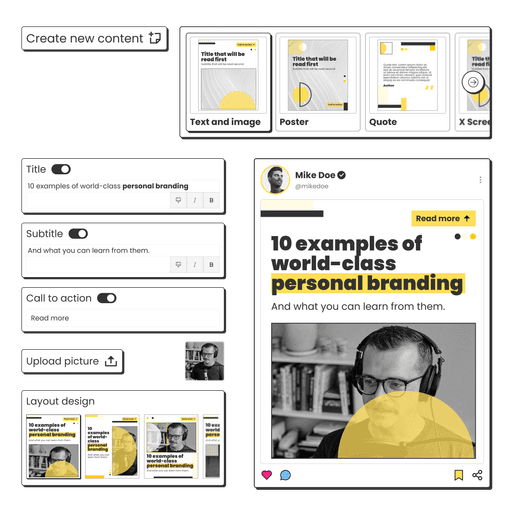 Create new content
Title that will be
read first
Text and image
Title that will be
read first
Poster
Author
Quote
X Scree
Title
10 examples of world-class personal branding
I
B
Subtitle
And what you can learn from them.
I
B
Call to action
Read more
Upload picture
Layout design
10 examples of
world-class
personal branding
10 examples
of world-class
personal
branding
10 examples of
world-class
personal branding
Mike Doe
@mikedoe
Read more
10 examples of
world-class
personal branding
And what you can learn from them.